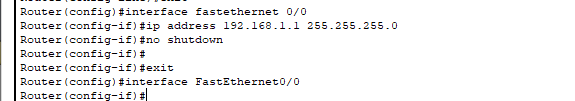 Router(config)#interface fastethernet 0/0
Router(config-if)#ip address 192.168.1.1 255.255.255.0
Router(config-if)#no shutdown
Router(config-if)#
Router(config-if)#exit
Router(config)#interface FastEthernet0/0
Router(config-if)#